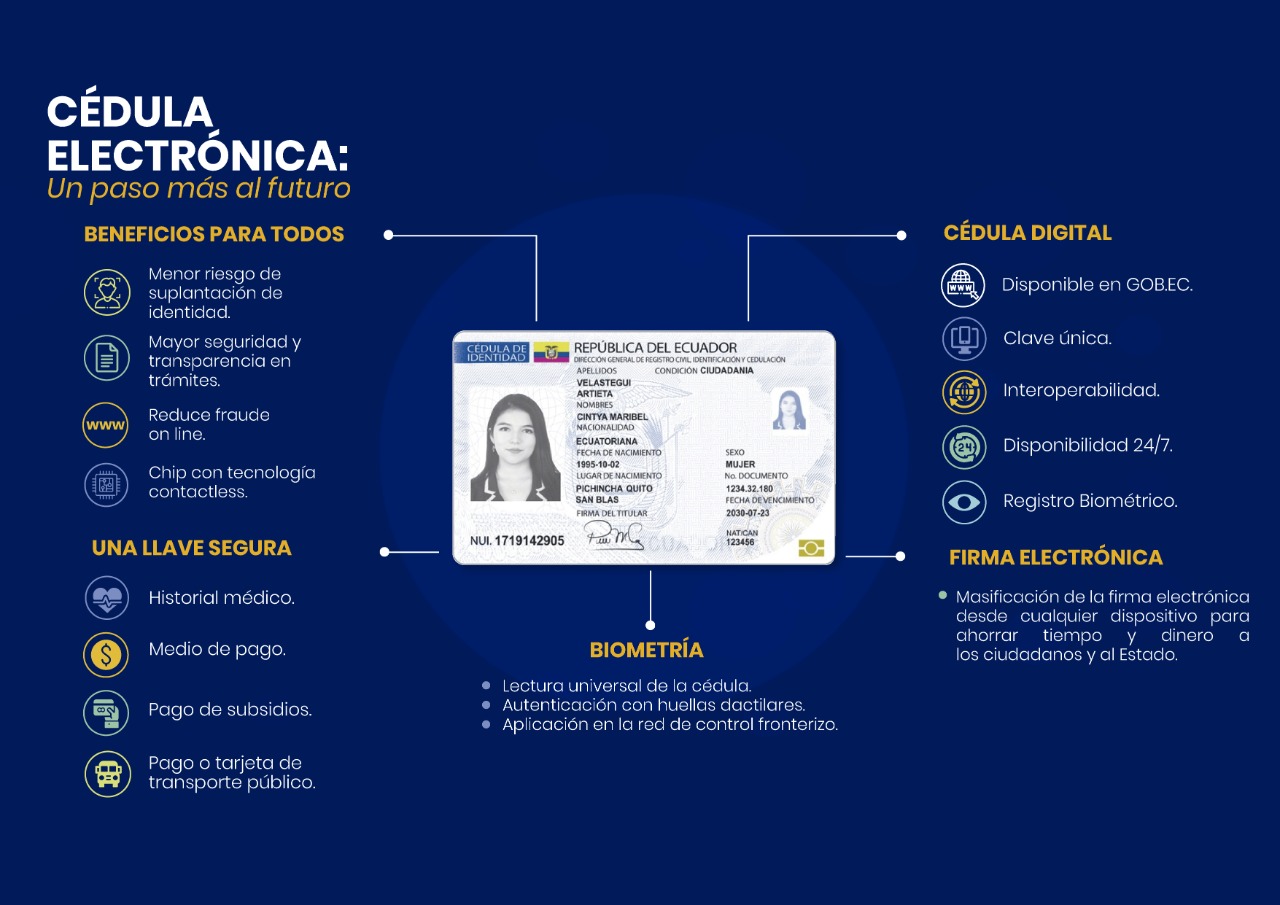 CÉDULA
ELECTRÓNICA:
Un paso más al futuro
BENEFICIOS PARA TODOS
Menor riesgo de
suplantación de
identidad.
Mayor seguridad y
transparencia en
trámites.
www
Reduce fraude
on line.
Chip con tecnología
contactless.
UNA LLAVE SEGURA
Historial médico.
$
Medio de pago.
Pago de subsidios.
Pago o tarjeta de
transporte público.
CÉDULA DE
IDENTIDAD
REPÚBLICA DEL ECUADOR
DIRECCIÓN GENERAL DE REGISTRO CIVIL, IDENTIFICACIÓN Y CEDULACIÓN
APELLIDOS
CONDICIÓN CIUDADANIA
VELASTEGUI
ARTIETA
NOMBRES
CINTYA MARIBEL
NACIONALIDAD
ECUATORIANA
FECHA DE NACIMIENTO
1995-10-02
LUGAR DE NACIMIENTO
PICHINCHA QUITO
SAN BLAS
FIRMA DEL TITULAR
SEXO
MUJER
No. DOCUMENTO
1234.32.180
FECHA DE VENCIMIENTO
2030-07-23
NATICAN
123456
NUI. 1719142905
ECUADOR
BIOMETRÍA
Lectura universal de la cédula.
Autenticación con huellas dactilares.
Aplicación en la red de control fronterizo.
CÉDULA DIGITAL
WWW
Disponible en GOB.EC.
Clave única.
Interoperabilidad.
24
Disponibilidad 24/7.
Registro Biométrico.
FIRMA ELECTRÓNICA
Masificación de la firma electrónica
desde cualquier dispositivo para
ahorrar tiempo y dinero a
los ciudadanos y al Estado.